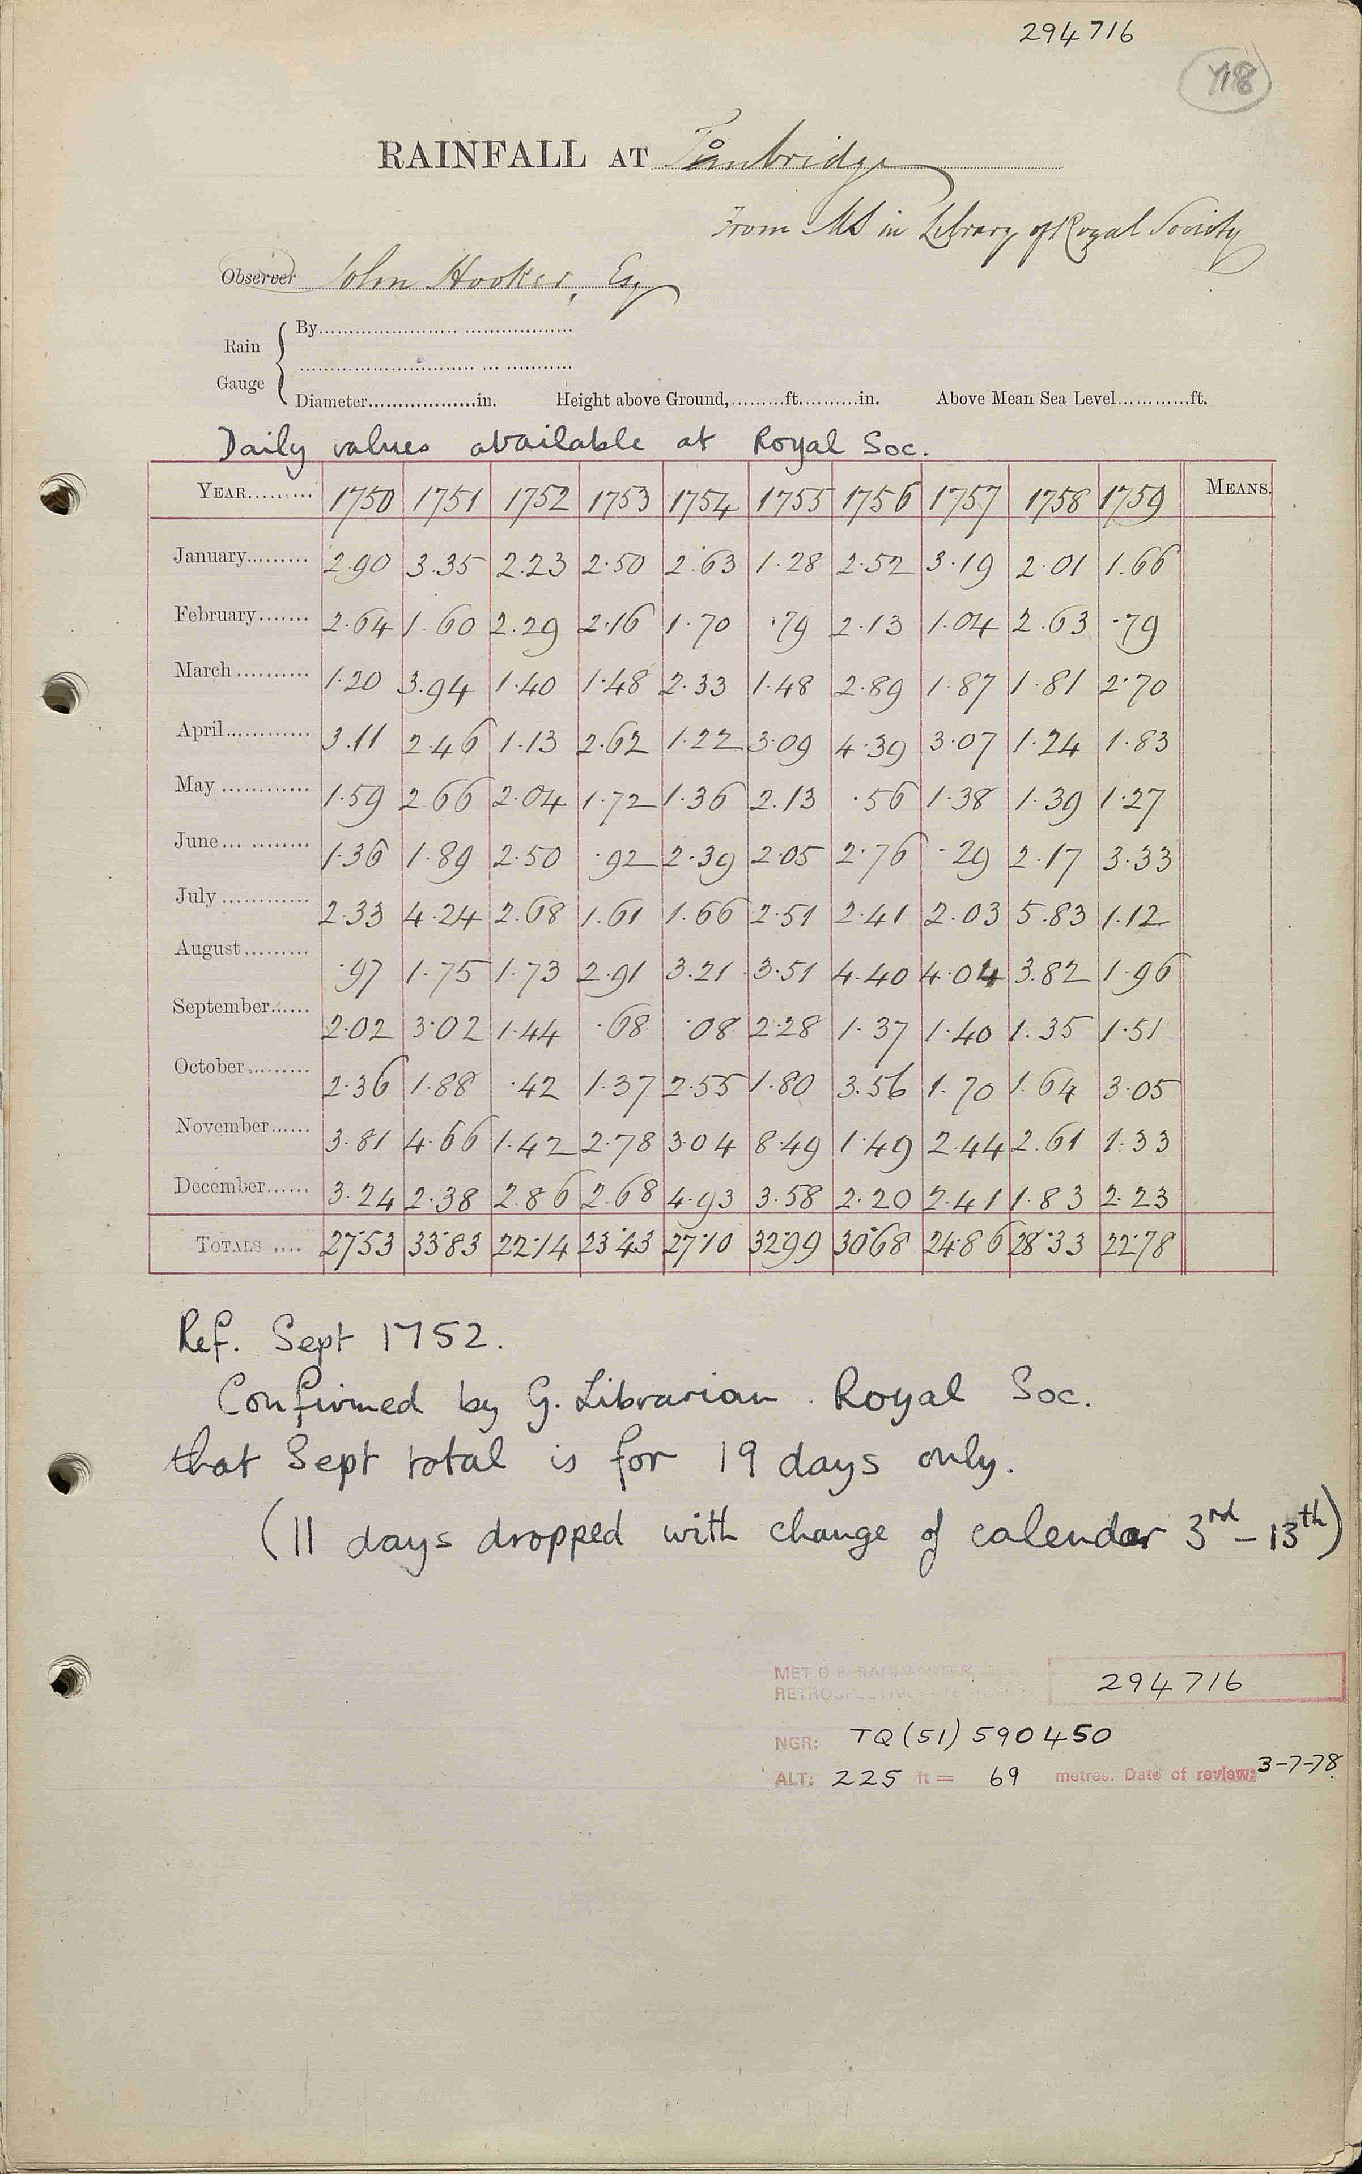 294716
718
RAINFALL AT Tonbridge
From MS in Library of Royal Society
Observer John Hooker, Esq
Rain Gauge { By
Diameter in. Height above Ground, ft. in. Above Mean Sea Level ft.
Daily values available at Royal Soc.
YEAR 1750 1751 1752 1753 1754 1755 1756 1757 1758 1759 MEANS.
January 2.90 3.35 2.23 2.50 2.63 1.28 2.52 3.19 2.01 1.66
February 2.64 1.60 2.29 2.16 1.70 .79 2.13 1.04 2.63 .79
March 1.20 3.94 1.40 1.48 2.33 1.48 2.89 1.87 1.81 2.70
April 3.11 2.46 1.13 2.62 1.22 3.09 4.39 3.07 1.24 1.83
May 1.59 2.66 2.04 1.72 1.36 2.13 .56 1.38 1.39 1.27
June 1.36 1.89 2.50 .92 2.39 2.05 2.76 .29 2.17 3.33
July 2.33 4.24 2.68 1.61 1.66 2.51 2.41 2.03 5.83 1.12
August .97 1.75 1.73 2.91 3.21 3.51 4.40 4.04 3.82 1.96
September 2.02 3.02 1.44 .68 .08 2.28 1.37 1.40 1.35 1.51
October 2.36 1.88 .42 1.37 2.55 1.80 3.56 1.70 1.64 3.05
November 3.81 4.66 1.42 2.78 3.04 8.49 1.49 2.44 2.61 1.33
December 3.24 2.38 2.86 2.68 4.93 3.58 2.20 2.41 1.83 2.23
TOTALS 27.53 33.83 22.14 23.43 27.10 32.99 30.68 24.86 28.33 22.78
Ref. Sept 1752.
Confirmed by G. Librarian . Royal Soc.
that Sept total is for 19 days only.
(11 days dropped with change of calendar 3rd - 13th)
MET O 8 RAINMASTER 294716
RETROSPECTIVE
NGR: TQ(51) 590450
ALT: 225 ft = 69 metres. Date of review: 3-7-78